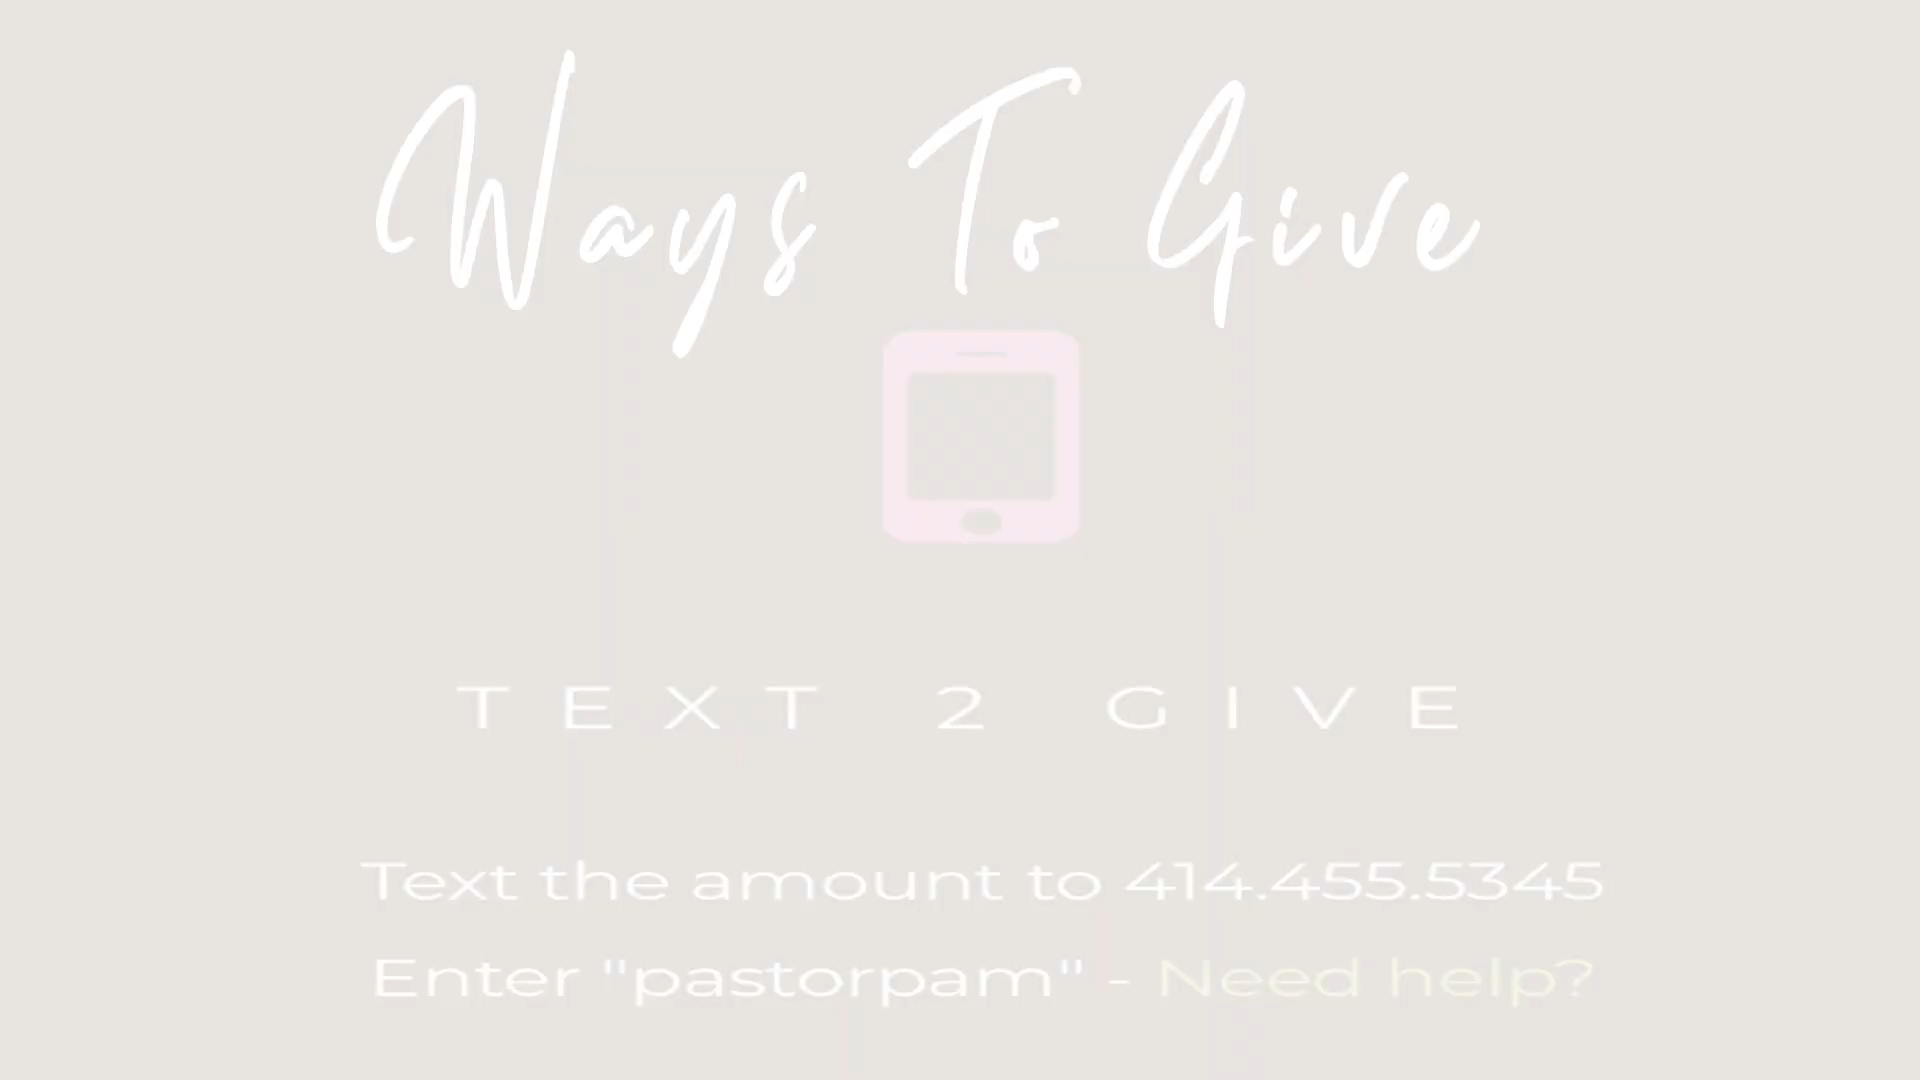 Ways To Give
TEXT 2 GIVE
Text the amount to 414.455.5345
Enter "pastorpam" - Need help?